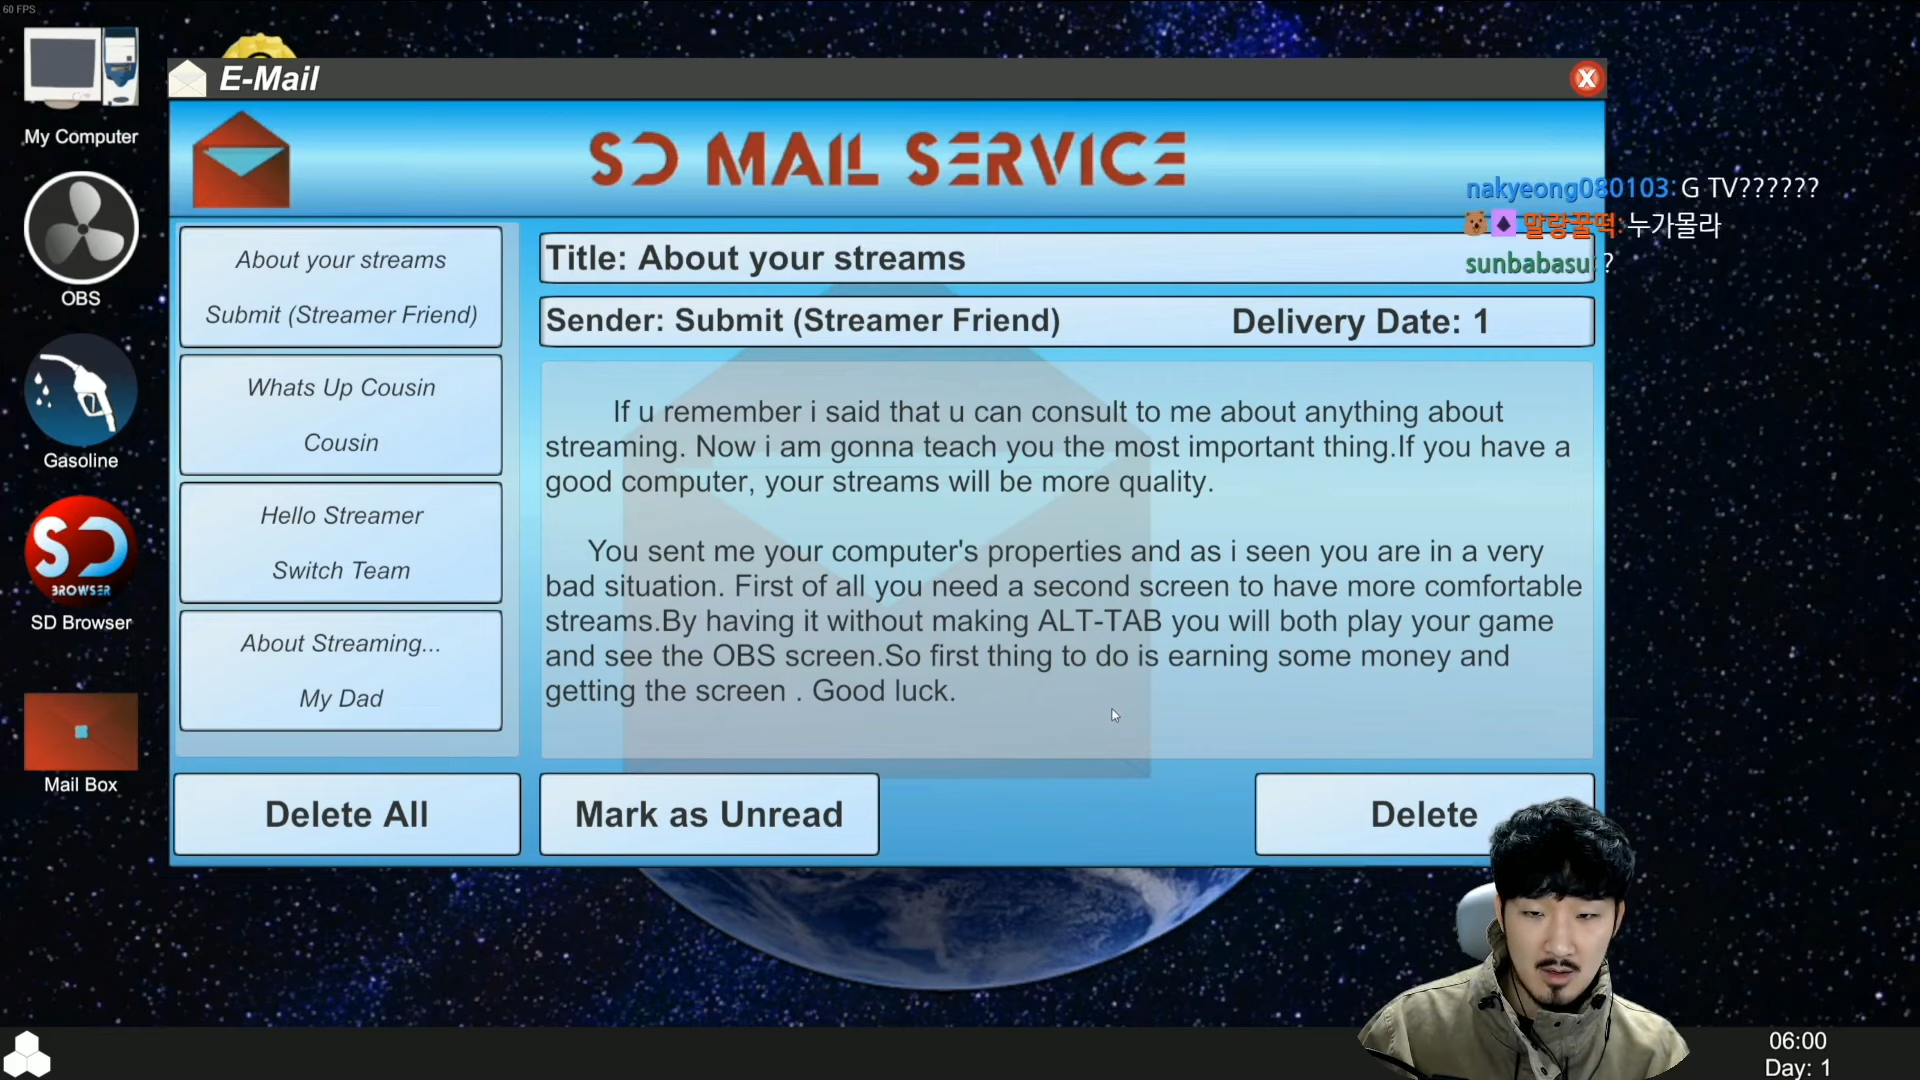 60 FPS
My Computer
OBS
Gasoline
SD
BROWSER
SD Browser
Mail Box
E-Mail
X
SD MAIL SERVICE
About your streams
Submit (Streamer Friend)
Whats Up Cousin
Cousin
Hello Streamer
Switch Team
About Streaming...
My Dad
Delete All
Title: About your streams
Sender: Submit (Streamer Friend) Delivery Date: 1
If u remember i said that u can consult to me about anything about
streaming. Now i am gonna teach you the most important thing.If you have a
good computer, your streams will be more quality.
You sent me your computer's properties and as i seen you are in a very
bad situation. First of all you need a second screen to have more comfortable
streams.By having it without making ALT-TAB you will both play your game
and see the OBS screen.So first thing to do is earning some money and
getting the screen . Good luck.
Mark as Unread
Delete
nakyeong080103: G TV??????
말랑꿀떡: 누가몰라
sunbabasu: ?
06:00
Day: 1